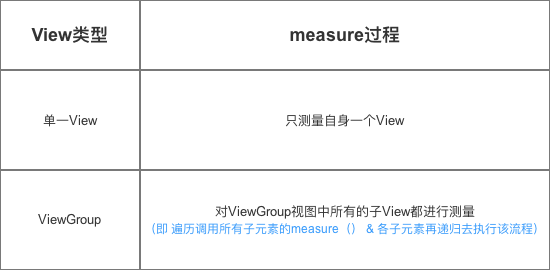 View类型
measure过程
单一View
只测量自身一个View
ViewGroup
对ViewGroup视图中所有的子View都进行测量
（即 遍历调用所有子元素的measure（） & 各子元素再递归去执行该流程）